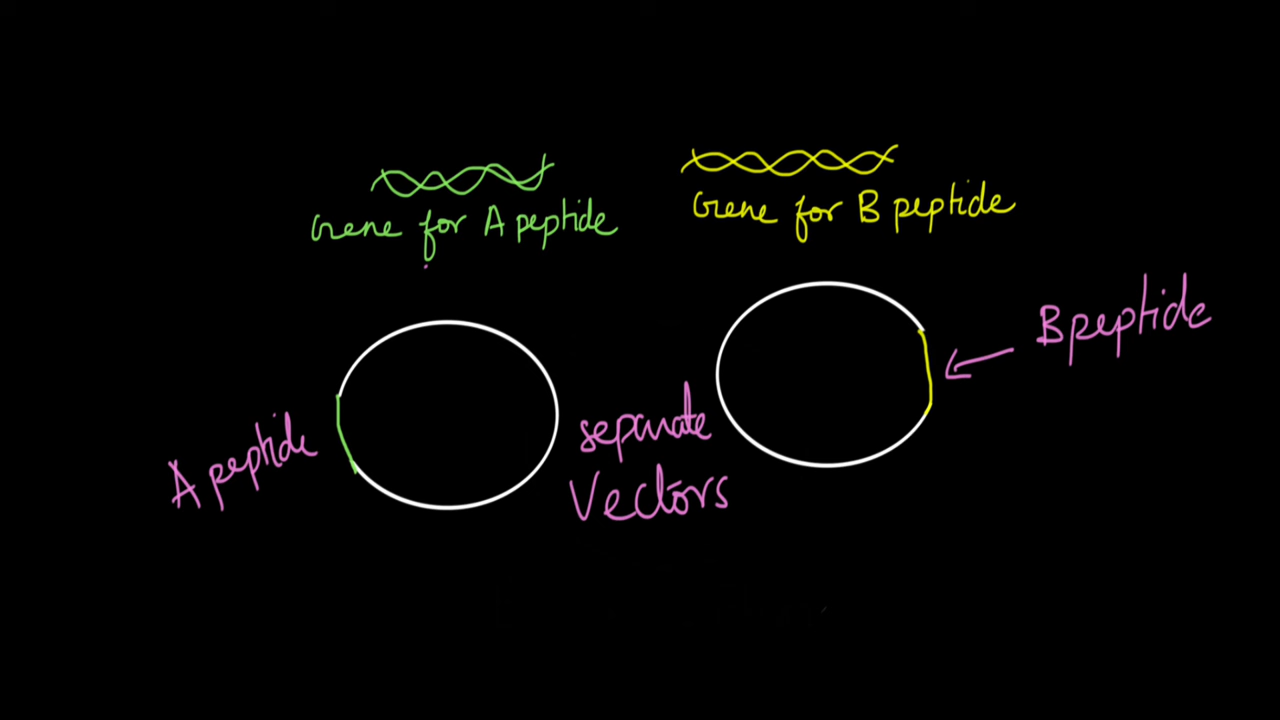 Gene for A peptide
Gene for B peptide
B peptide
A peptide
separate
Vectors